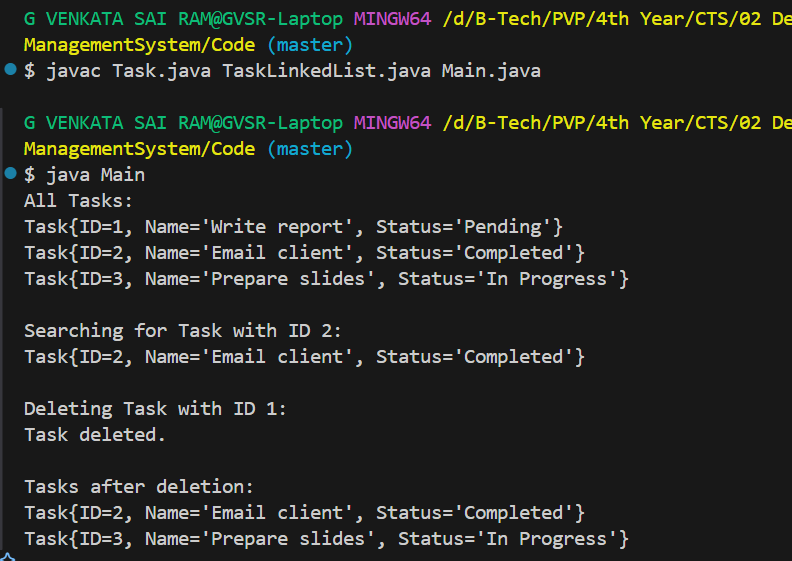 G VENKATA SAI RAM@GVSR-Laptop MINGW64 /d/B-Tech/PVP/4th Year/CTS/02 De
ManagementSystem/Code (master)
$ javac Task.java TaskLinkedList.java Main.java
G VENKATA SAI RAM@GVSR-Laptop MINGW64 /d/B-Tech/PVP/4th Year/CTS/02 De
ManagementSystem/Code (master)
$ java Main
All Tasks:
Task{ID=1, Name='Write report', Status='Pending'}
Task{ID=2, Name='Email client', Status='Completed'}
Task{ID=3, Name='Prepare slides', Status='In Progress'}
Searching for Task with ID 2:
Task{ID=2, Name='Email client', Status='Completed'}
Deleting Task with ID 1:
Task deleted.
Tasks after deletion:
Task{ID=2, Name='Email client', Status='Completed'}
Task{ID=3, Name='Prepare slides', Status='In Progress'}